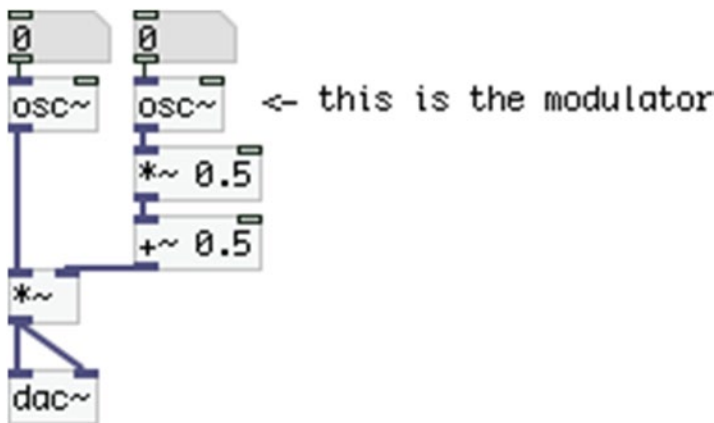 0 0
osc~ osc~ <- this is the modulator
*~ 0.5
+~ 0.5
*~
dac~